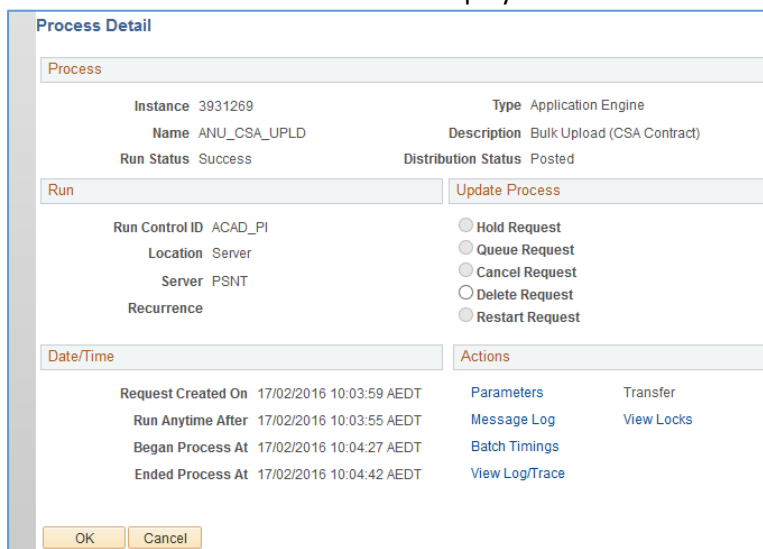 Process Detail
Process
Instance 3931269 Type Application Engine
Name ANU_CSA_UPLD Description Bulk Upload (CSA Contract)
Run Status Success Distribution Status Posted
Run Update Process
Run Control ID ACAD_PI Hold Request
Location Server Queue Request
Server PSNT Cancel Request
Recurrence Delete Request
Restart Request
Date/Time Actions
Request Created On 17/02/2016 10:03:59 AEDT Parameters Transfer
Run Anytime After 17/02/2016 10:03:55 AEDT Message Log View Locks
Began Process At 17/02/2016 10:04:27 AEDT Batch Timings
Ended Process At 17/02/2016 10:04:42 AEDT View Log/Trace
OK Cancel